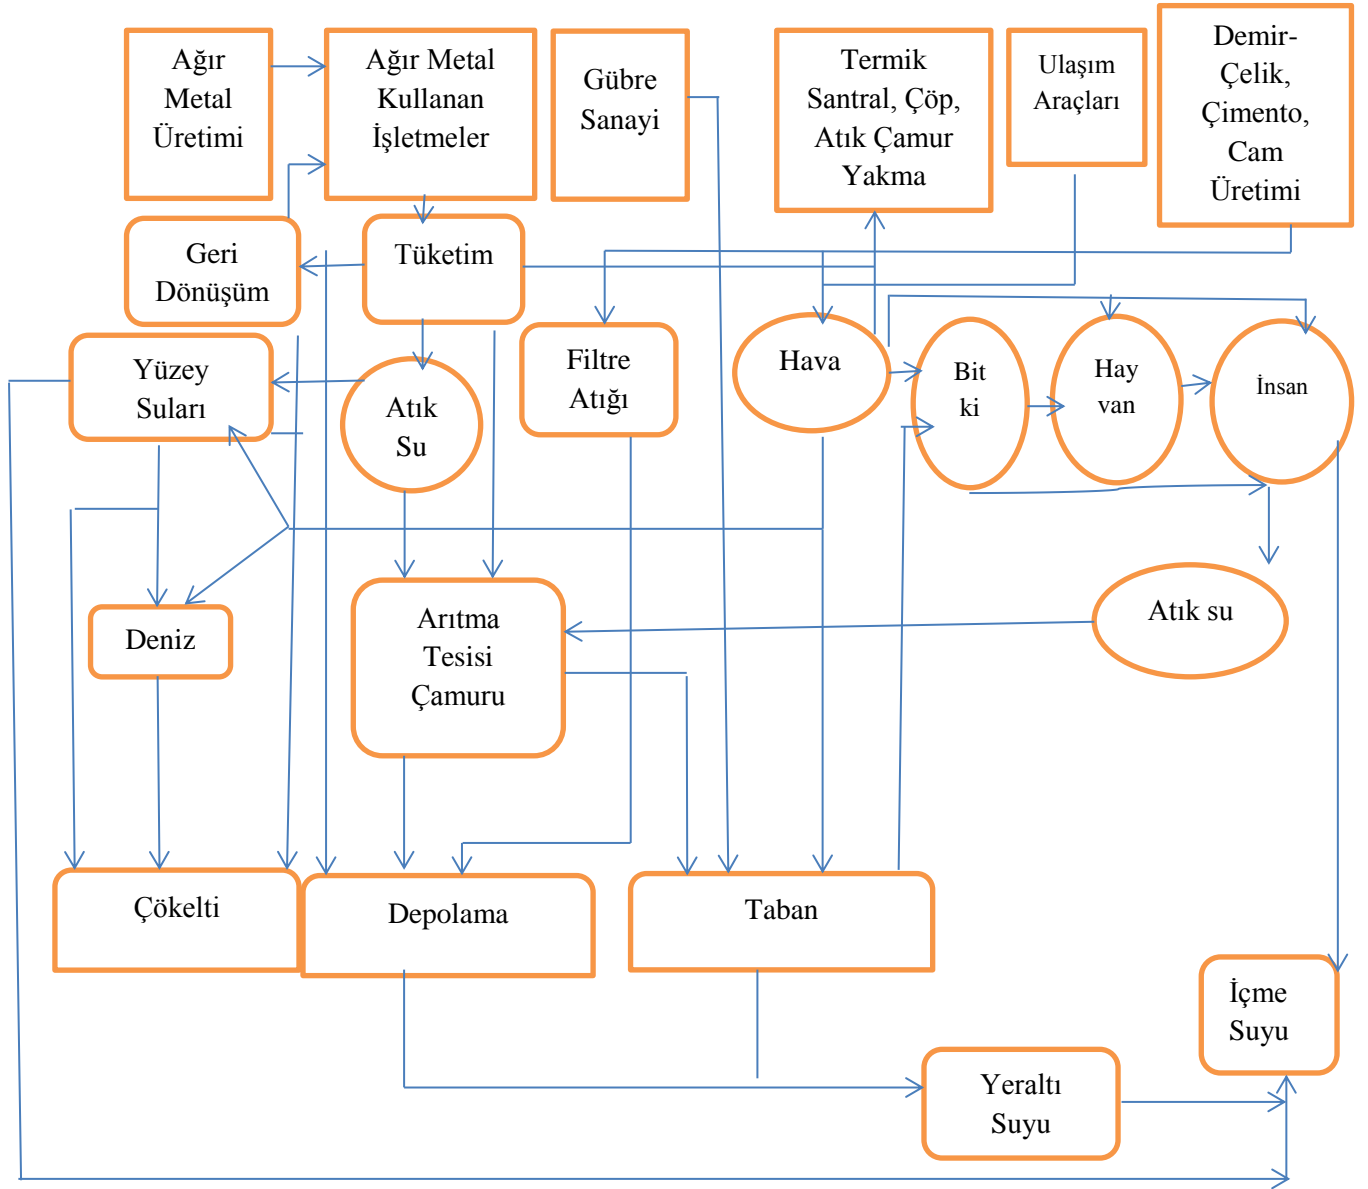 Ağır
Metal
Üretimi
Ağır Metal
Kullanan
İşletmeler
Gübre
Sanayi
Termik
Santral, Çöp,
Atık Çamur
Yakma
Ulaşım
Araçları
Demir-
Çelik,
Çimento,
Cam
Üretimi
Geri
Dönüşüm
Tüketim
Yüzey
Suları
Atık
Su
Filtre
Atığı
Hava
Bit
ki
Hay
van
İnsan
Deniz
Arıtma
Tesisi
Çamuru
Atık su
Çökelti
Depolama
Taban
İçme
Suyu
Yeraltı
Suyu